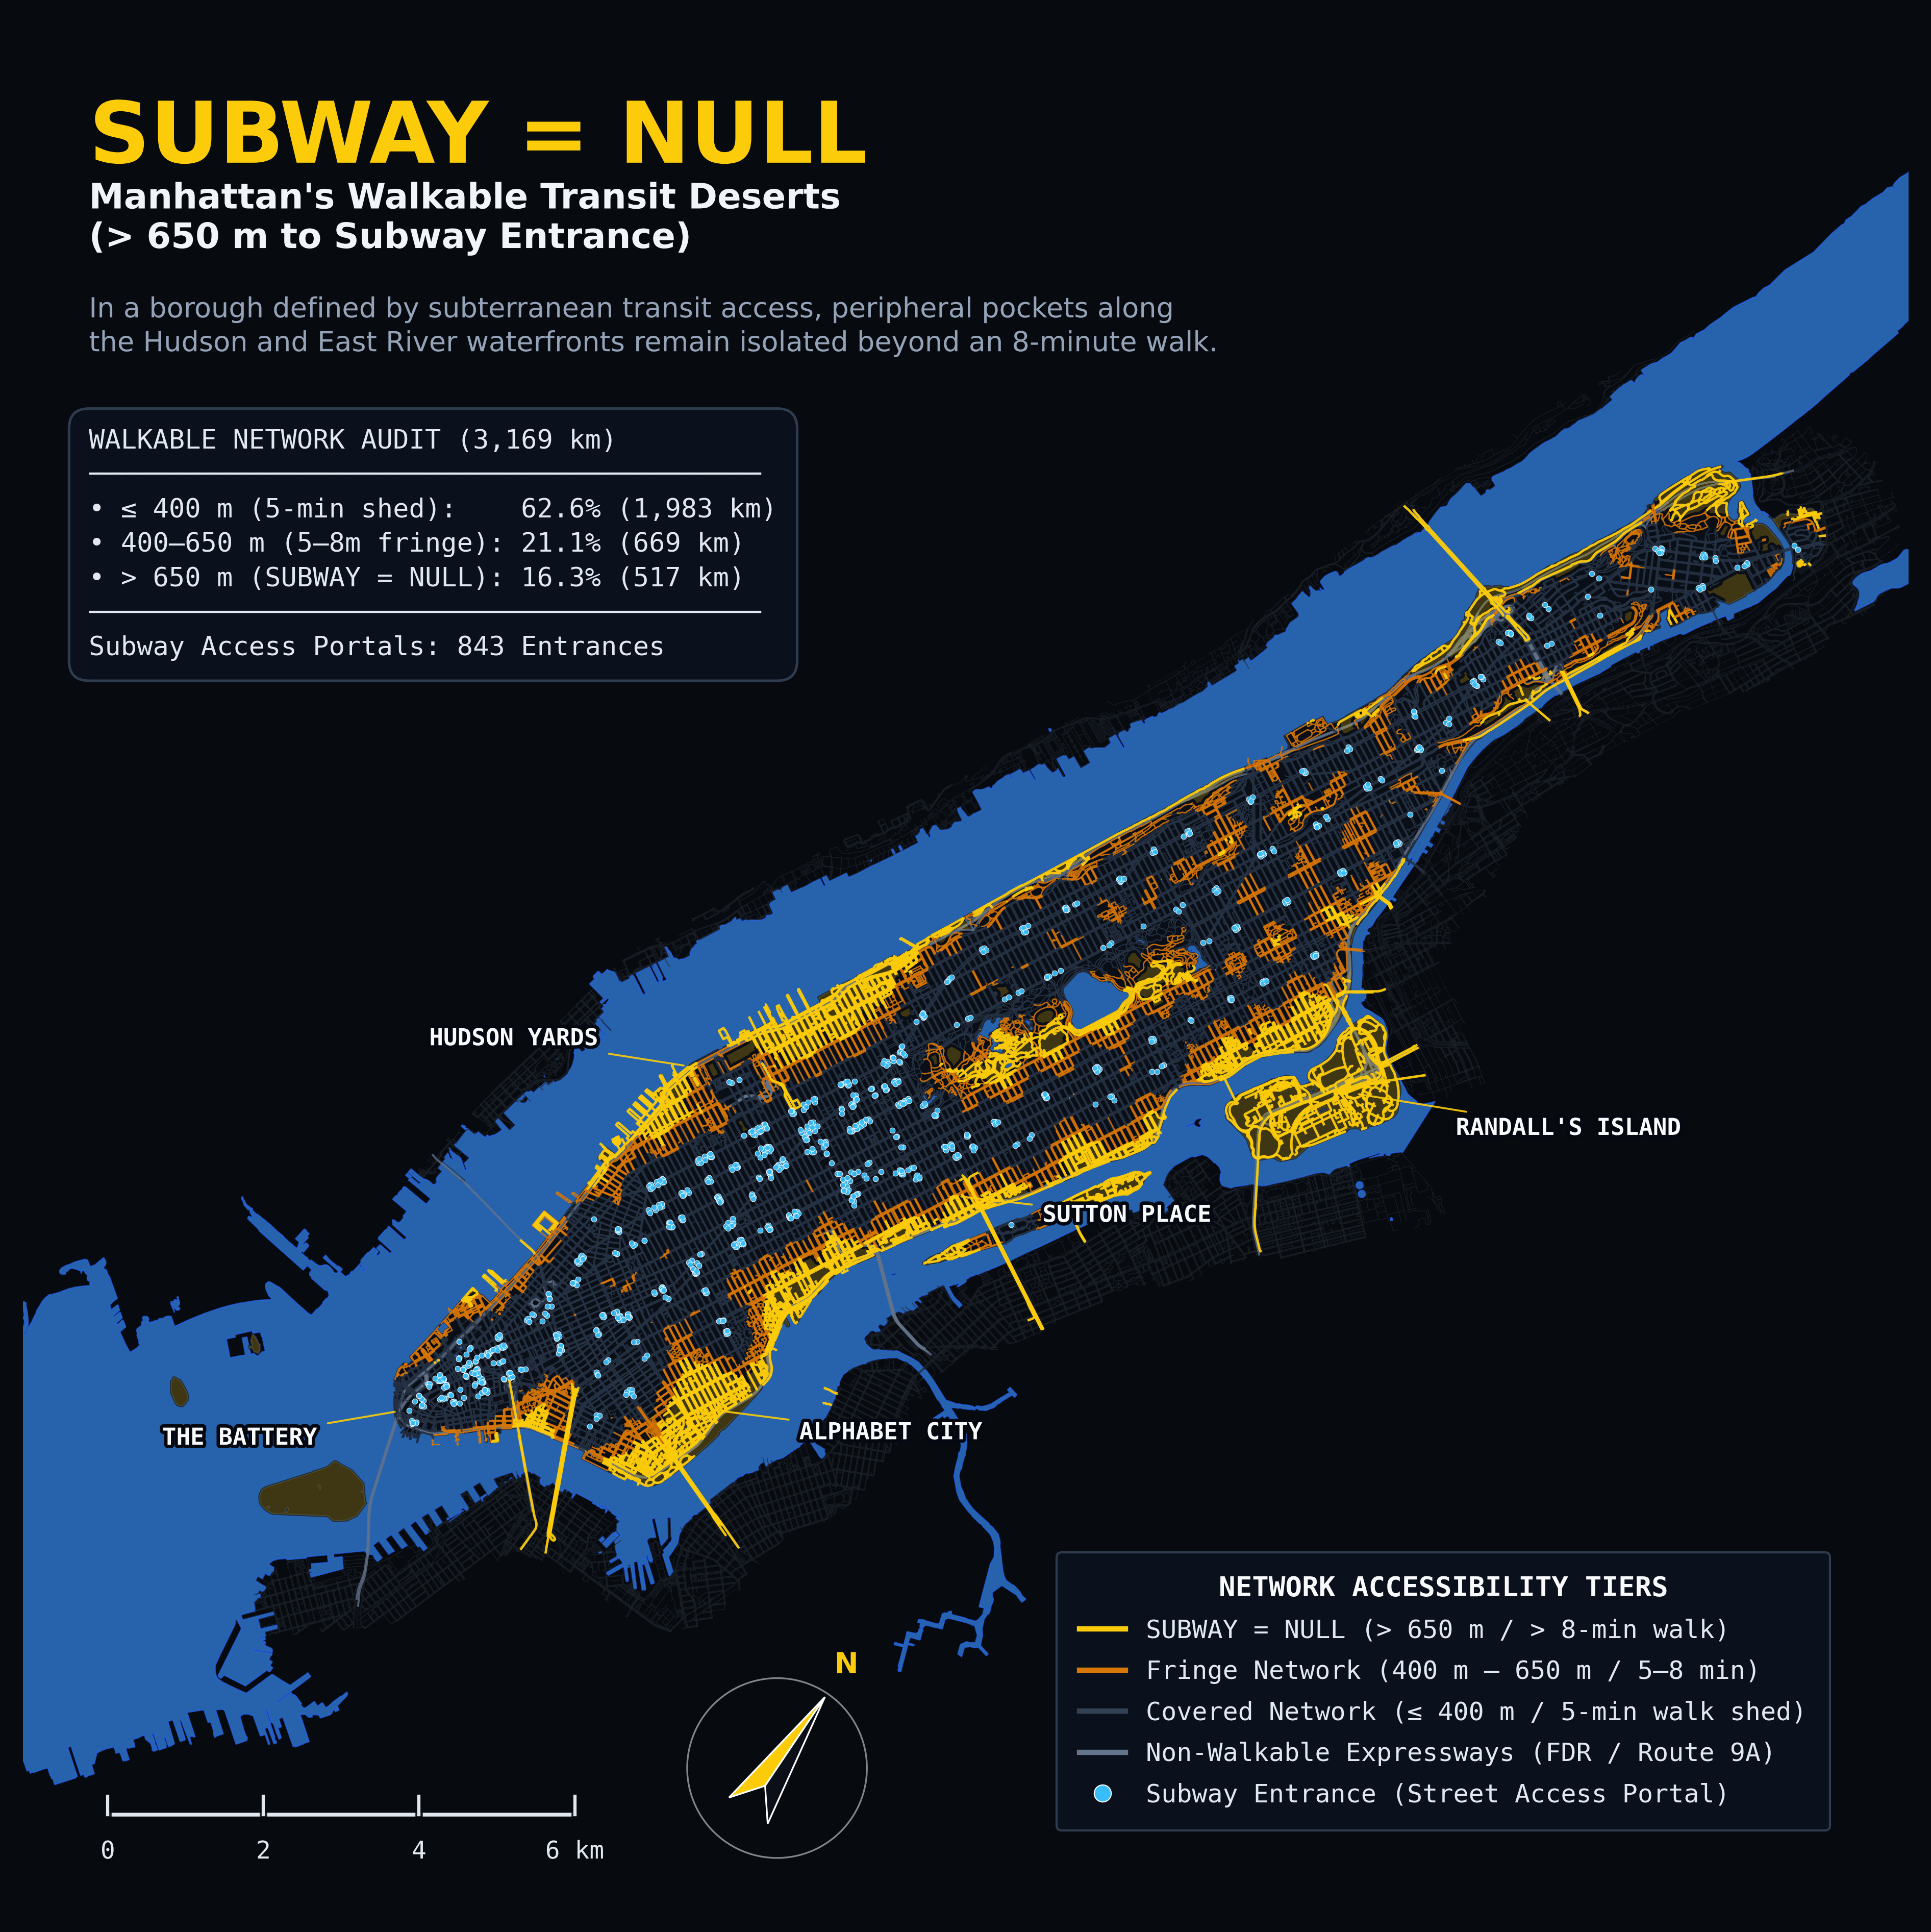 SUBWAY = NULL
Manhattan's Walkable Transit Deserts
(> 650 m to Subway Entrance)
In a borough defined by subterranean transit access, peripheral pockets along
the Hudson and East River waterfronts remain isolated beyond an 8-minute walk.
WALKABLE NETWORK AUDIT (3,169 km)
• ≤ 400 m (5-min shed): 62.6% (1,983 km)
• 400–650 m (5–8m fringe): 21.1% (669 km)
• > 650 m (SUBWAY = NULL): 16.3% (517 km)
Subway Access Portals: 843 Entrances
HUDSON YARDS
RANDALL'S ISLAND
SUTTON PLACE
THE BATTERY
ALPHABET CITY
N
0 2 4 6 km
NETWORK ACCESSIBILITY TIERS
SUBWAY = NULL (> 650 m / > 8-min walk)
Fringe Network (400 m – 650 m / 5–8 min)
Covered Network (≤ 400 m / 5-min walk shed)
Non-Walkable Expressways (FDR / Route 9A)
Subway Entrance (Street Access Portal)